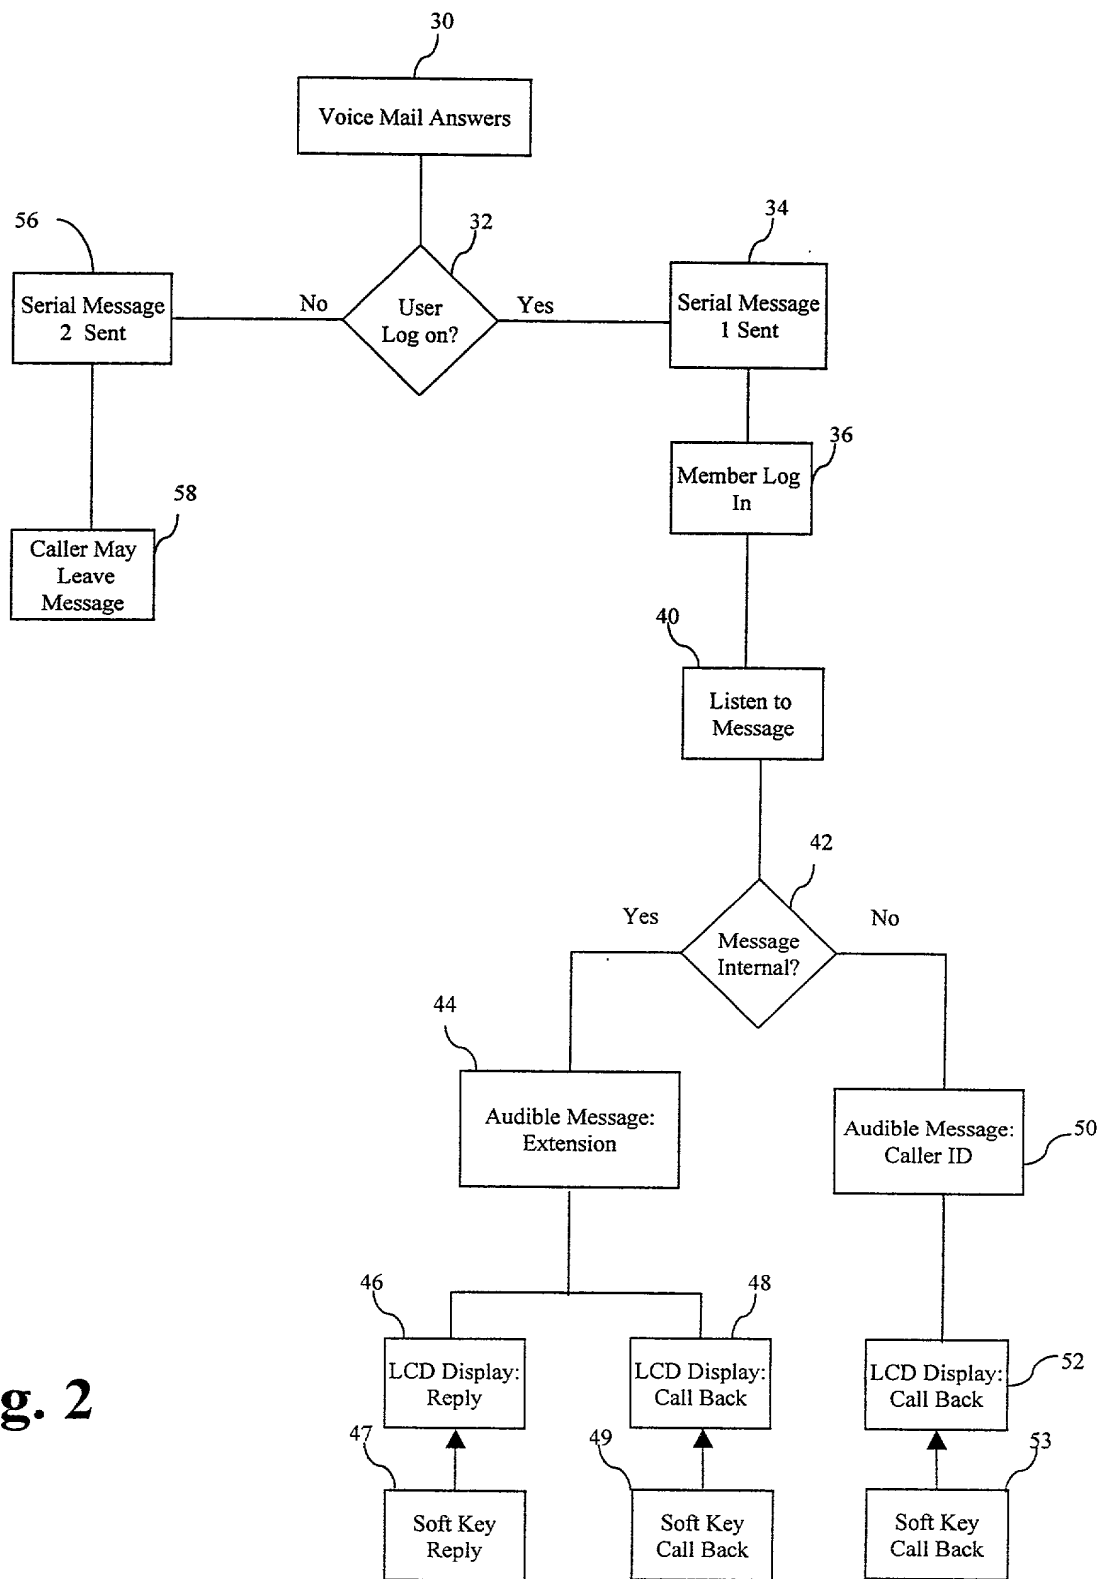 30
Voice Mail Answers
56
32
34
Serial Message
2 Sent
No
User
Log on?
Yes
Serial Message
1 Sent
36
Member Log
In
58
Caller May
Leave
Message
40
Listen to
Message
42
Yes
Message
Internal?
No
44
Audible Message:
Extension
Audible Message:
Caller ID
50
46
48
LCD Display:
Reply
LCD Display:
Call Back
LCD Display:
Call Back
52
g. 2
47
49
53
Soft Key
Reply
Soft Key
Call Back
Soft Key
Call Back